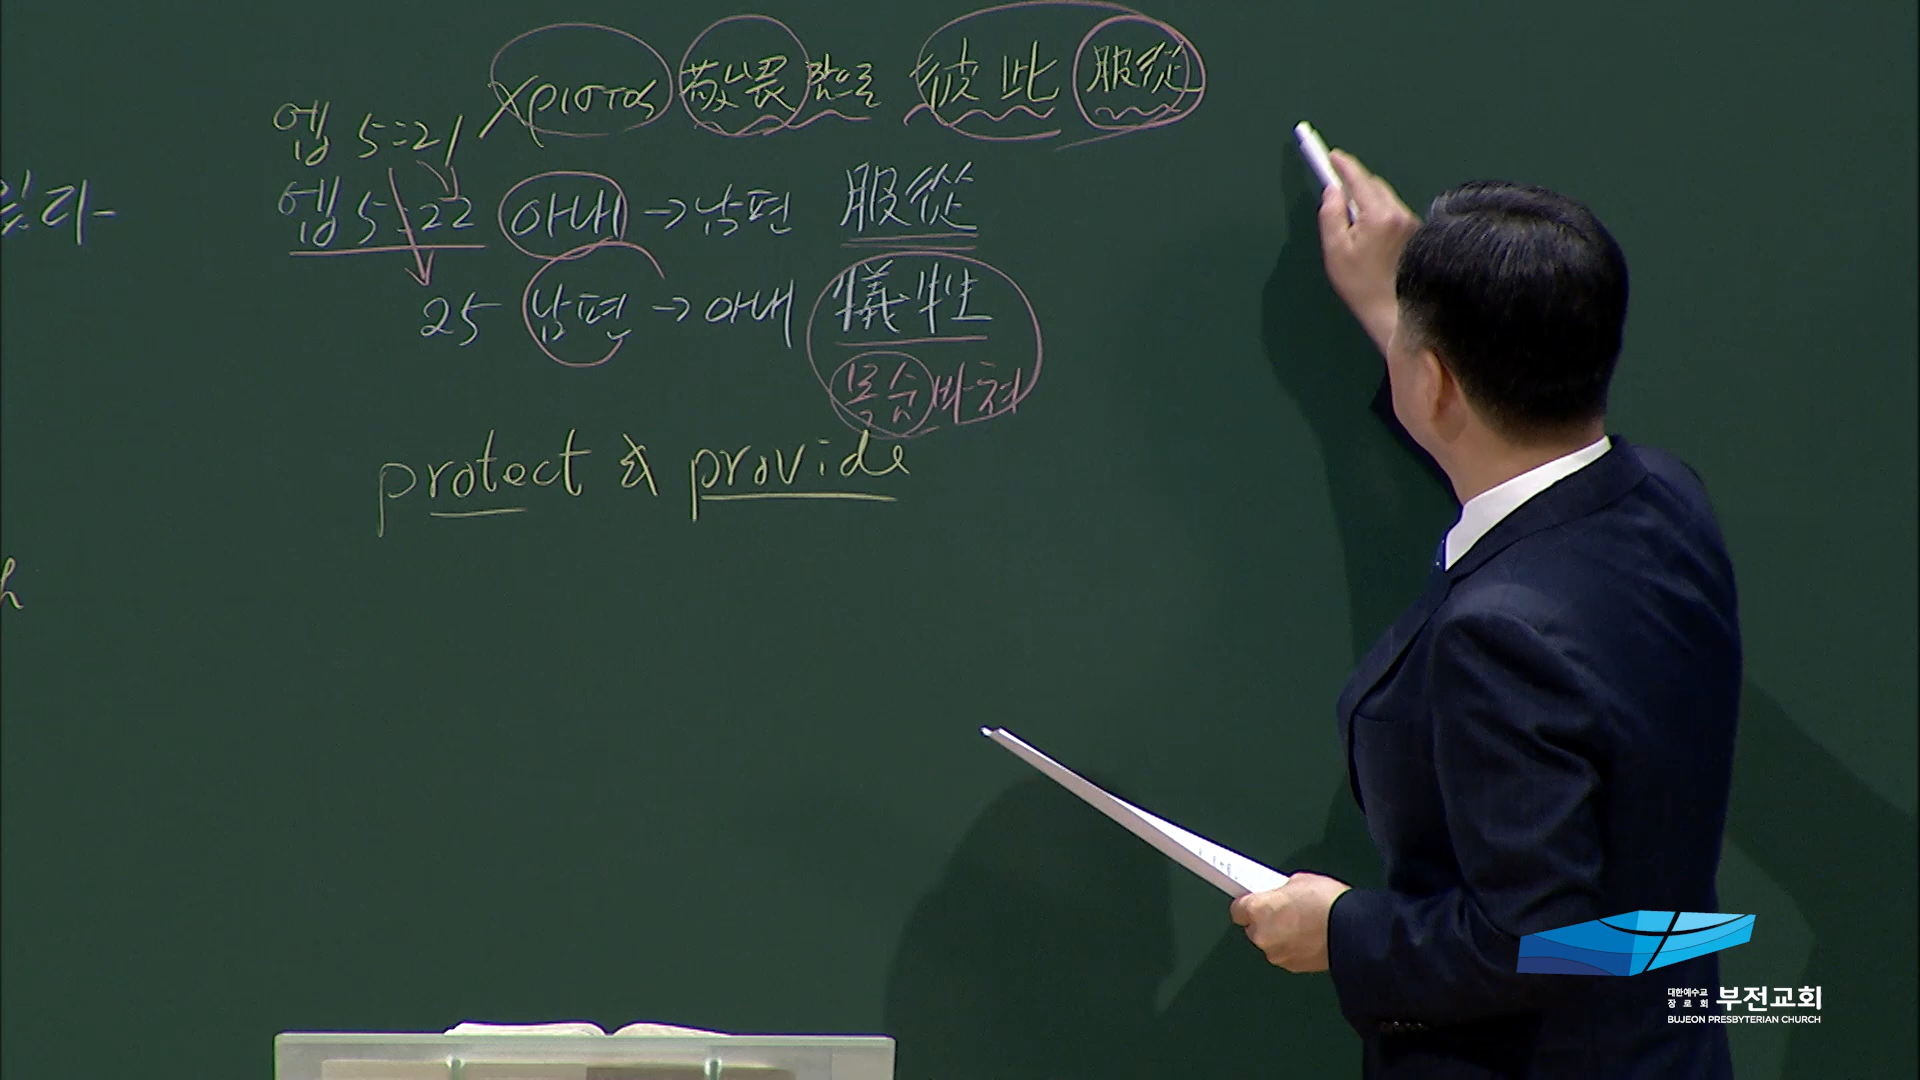 엡 5:21 Χριστος 敬畏함으로 彼此 服從
엡 5:22 아내 → 남편 服從
25 남편 → 아내 犧牲
목숨바쳐
protect & provide
있다
h
대한예수교
장로회 부전교회
BUJEON PRESBYTERIAN CHURCH